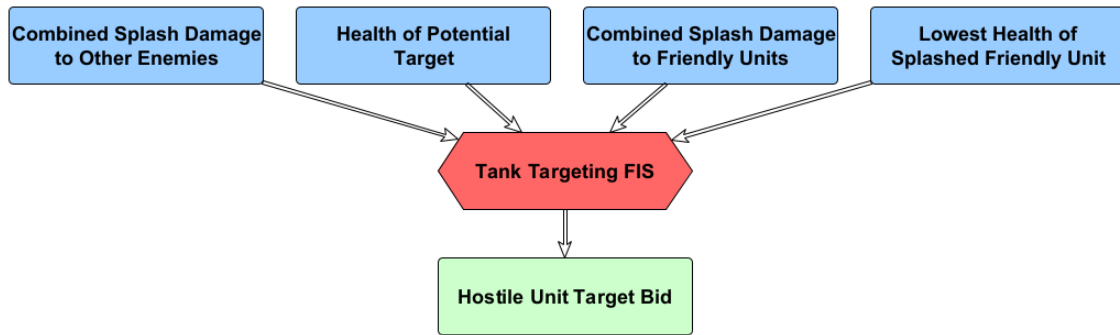 Combined Splash Damage
to Other Enemies
Health of Potential
Target
Combined Splash Damage
to Friendly Units
Lowest Health of
Splashed Friendly Unit
Tank Targeting FIS
Hostile Unit Target Bid